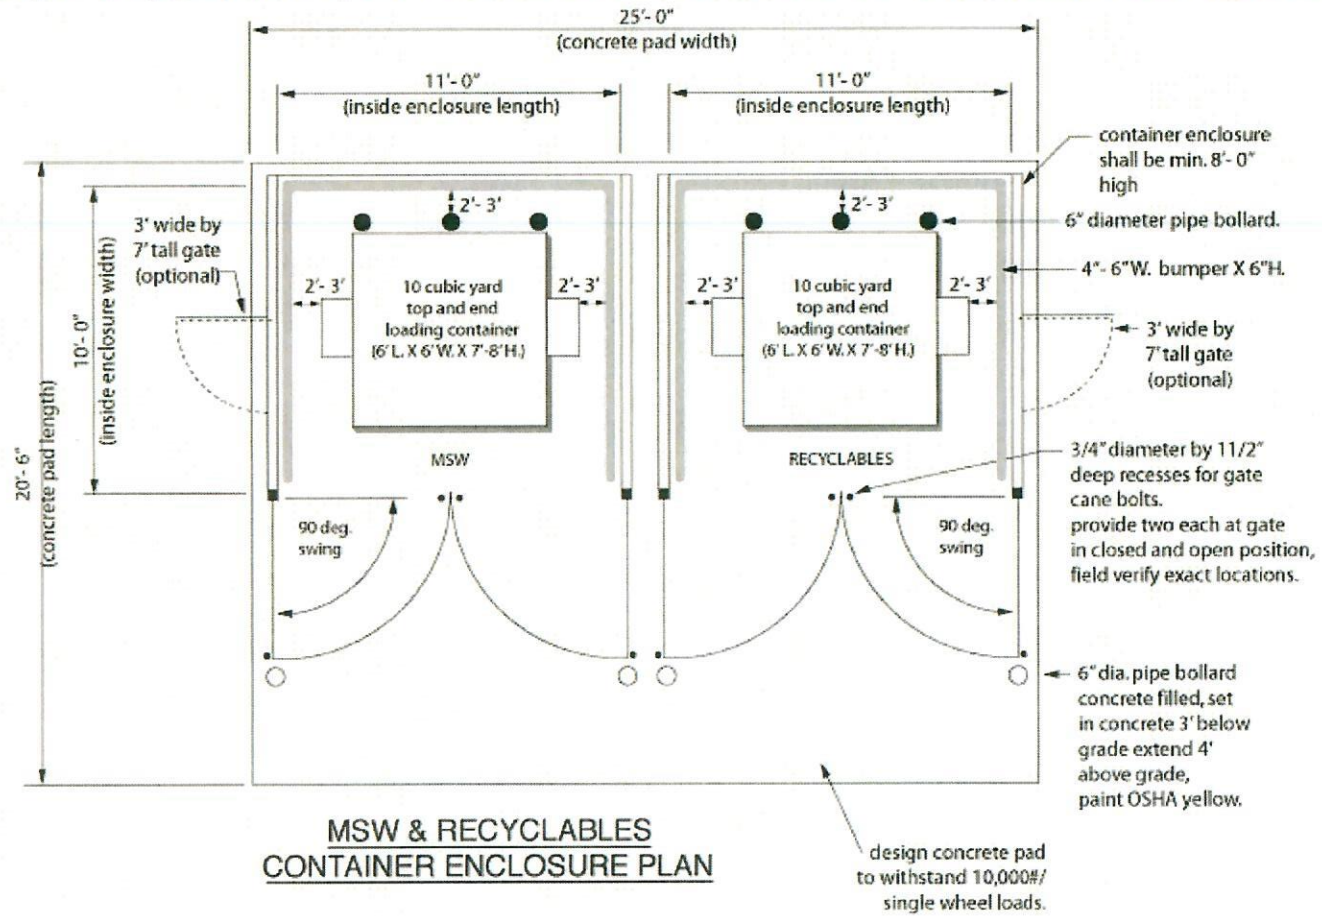 25'- 0"
(concrete pad width)
11'- 0"
(inside enclosure length)
11'- 0"
(inside enclosure length)
container enclosure
shall be min. 8'- 0"
high
2'- 3'
2'- 3'
6" diameter pipe bollard.
3' wide by
7' tall gate
(optional)
4"- 6"W. bumper X 6"H.
2'- 3'
10 cubic yard
top and end
loading container
(6' L. X 6' W. X 7'-8" H.)
2'- 3'
2'- 3'
10 cubic yard
top and end
loading container
(6' L. X 6' W. X 7'-8" H.)
2'- 3'
3' wide by
7' tall gate
(optional)
10'- 0"
(inside enclosure width)
20'- 6"
(concrete pad length)
MSW
RECYCLABLES
3/4" diameter by 11/2"
deep recesses for gate
cane bolts.
provide two each at gate
in closed and open position,
field verify exact locations.
90 deg.
swing
90 deg.
swing
6" dia. pipe bollard
concrete filled, set
in concrete 3' below
grade extend 4'
above grade,
paint OSHA yellow.
MSW & RECYCLABLES
CONTAINER ENCLOSURE PLAN
design concrete pad
to withstand 10,000#/
single wheel loads.